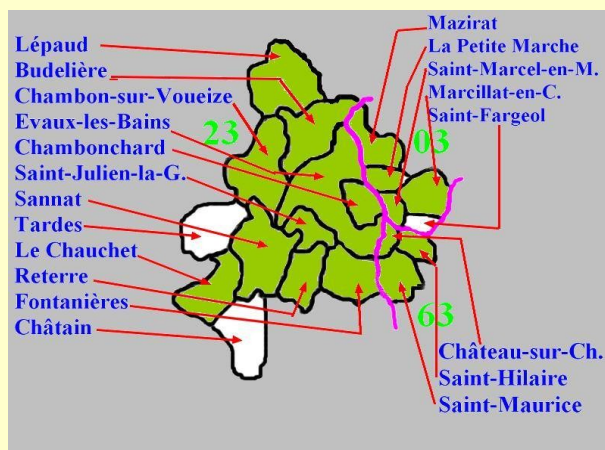 Lépaud
Budelière
Chambon-sur-Voueize
Evaux-les-Bains
Chambonchard
Saint-Julien-la-G.
Sannat
Tardes
Le Chauchet
Reterre
Fontanières
Châtain
23
Mazirat
La Petite Marche
Saint-Marcel-en-M.
Marcillat-en-C.
Saint-Fargeol
03
63
Château-sur-Ch.
Saint-Hilaire
Saint-Maurice